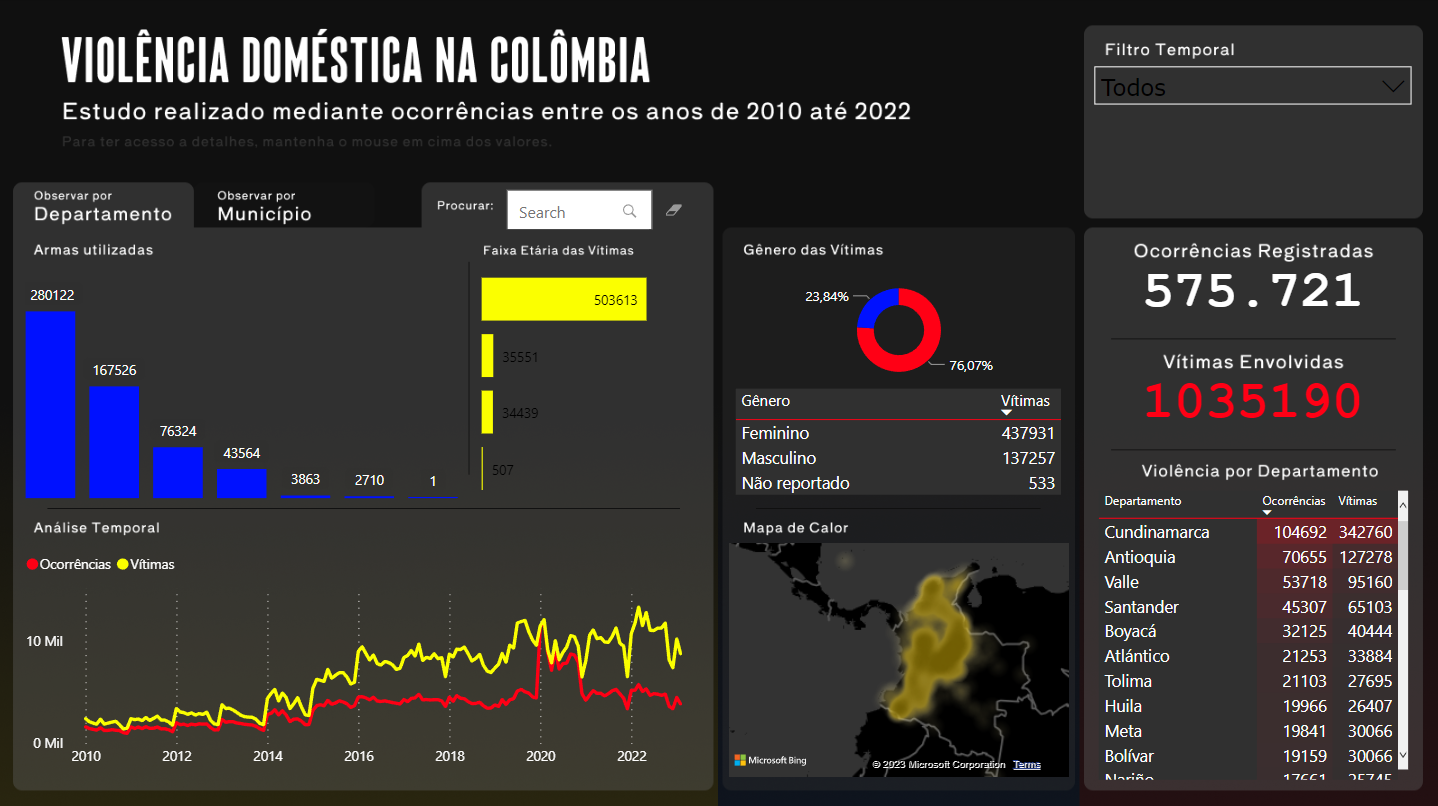 VIOLÊNCIA DOMÉSTICA NA COLÔMBIA
Estudo realizado mediante ocorrências entre os anos de 2010 até 2022
Para ter acesso a detalhes, mantenha o mouse em cima dos valores.
Filtro Temporal
Todos
Observar por
Departamento
Observar por
Município
Procurar:
Search
Armas utilizadas
280122
167526
76324
43564
3863
2710
1
Faixa Etária das Vítimas
503613
35551
34439
507
Análise Temporal
Ocorrências Vítimas
10 Mil
0 Mil
2010 2012 2014 2016 2018 2020 2022
Gênero das Vítimas
23,84%
76,07%
Gênero Vítimas
Feminino 437931
Masculino 137257
Não reportado 533
Mapa de Calor
Microsoft Bing
© 2023 Microsoft Corporation Terms
Ocorrências Registradas
575.721
Vítimas Envolvidas
1035190
Violência por Departamento
Departamento Ocorrências Vítimas
Cundinamarca 104692 342760
Antioquia 70655 127278
Valle 53718 95160
Santander 45307 65103
Boyacá 32125 40444
Atlántico 21253 33884
Tolima 21103 27695
Huila 19966 26407
Meta 19841 30066
Bolívar 19159 30066
Nariño 17661 25745